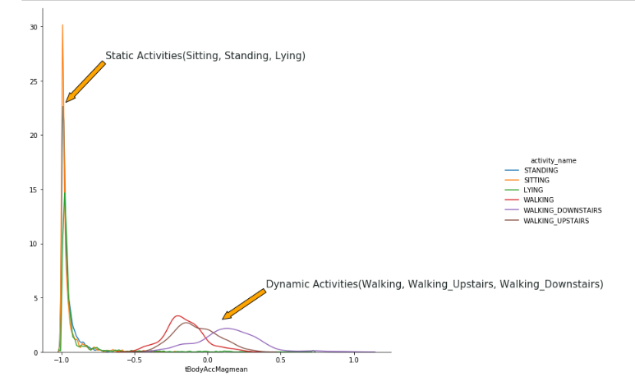 30
Static Activities(Sitting, Standing, Lying)
25
20
activity_name
STANDING
SITTING
15
LYING
WALKING
WALKING_DOWNSTAIRS
WALKING_UPSTAIRS
10
Dynamic Activities(Walking, Walking_Upstairs, Walking_Downstairs)
5
0
−1.0 −0.5 0.0 0.5 1.0
tBodyAccMagmean